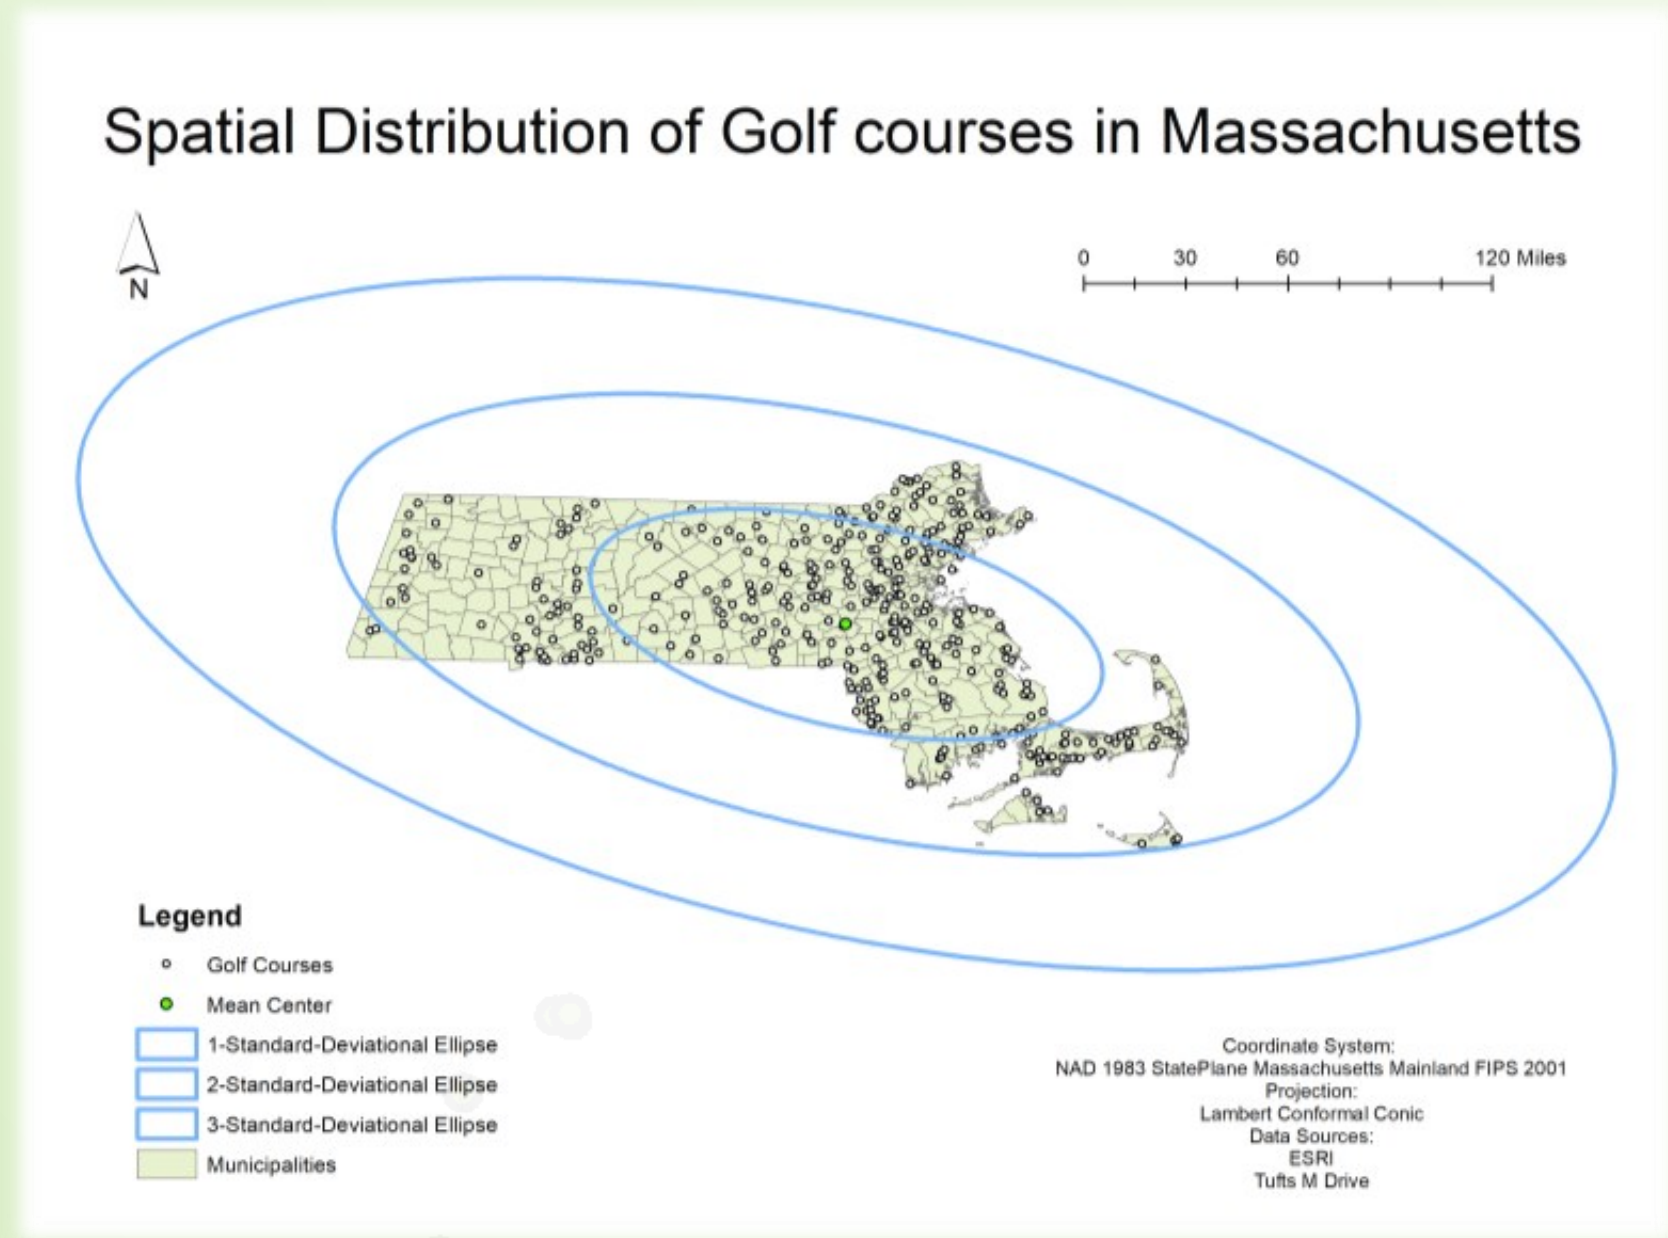 Spatial Distribution of Golf courses in Massachusetts
N
0 30 60 120 Miles
Legend
Golf Courses
Mean Center
1-Standard-Deviational Ellipse
2-Standard-Deviational Ellipse
3-Standard-Deviational Ellipse
Municipalities
Coordinate System:
NAD 1983 StatePlane Massachusetts Mainland FIPS 2001
Projection:
Lambert Conformal Conic
Data Sources:
ESRI
Tufts M Drive